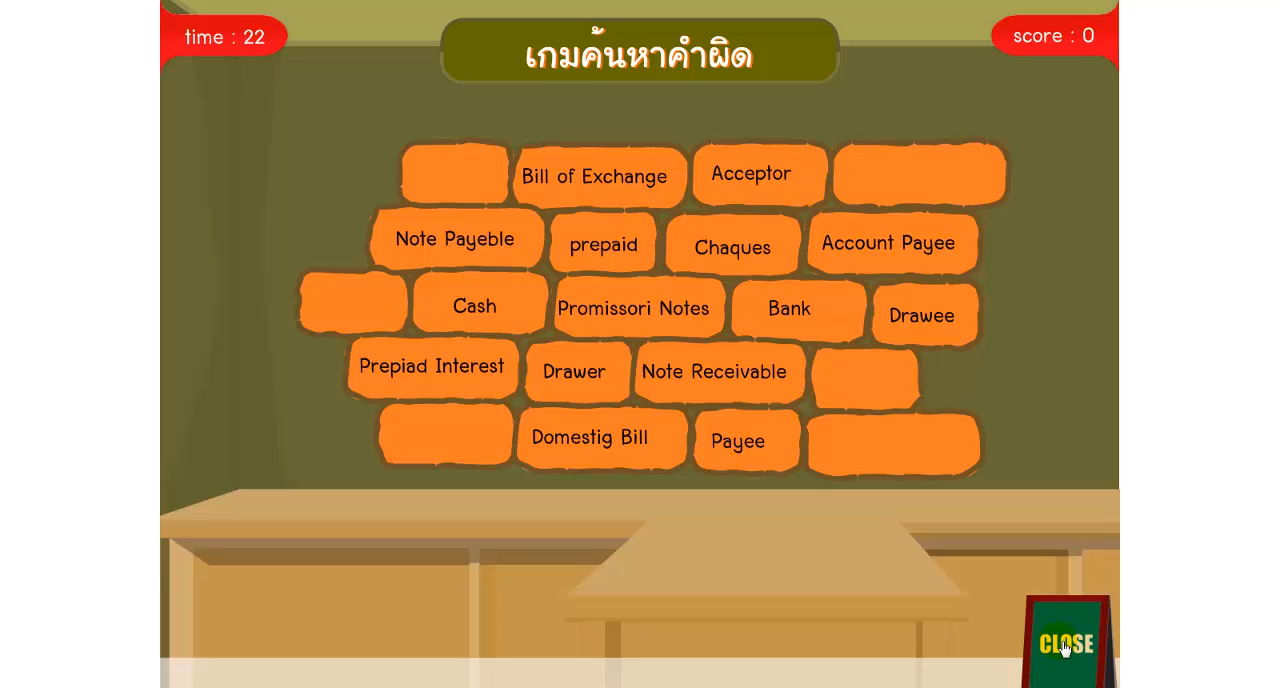 time : 22
เกมค้นหาคำผิด
score : 0
Bill of Exchange
Acceptor
Note Payeble
prepaid
Chaques
Account Payee
Cash
Promissori Notes
Bank
Drawee
Prepiad Interest
Drawer
Note Receivable
Domestig Bill
Payee
CLOSE